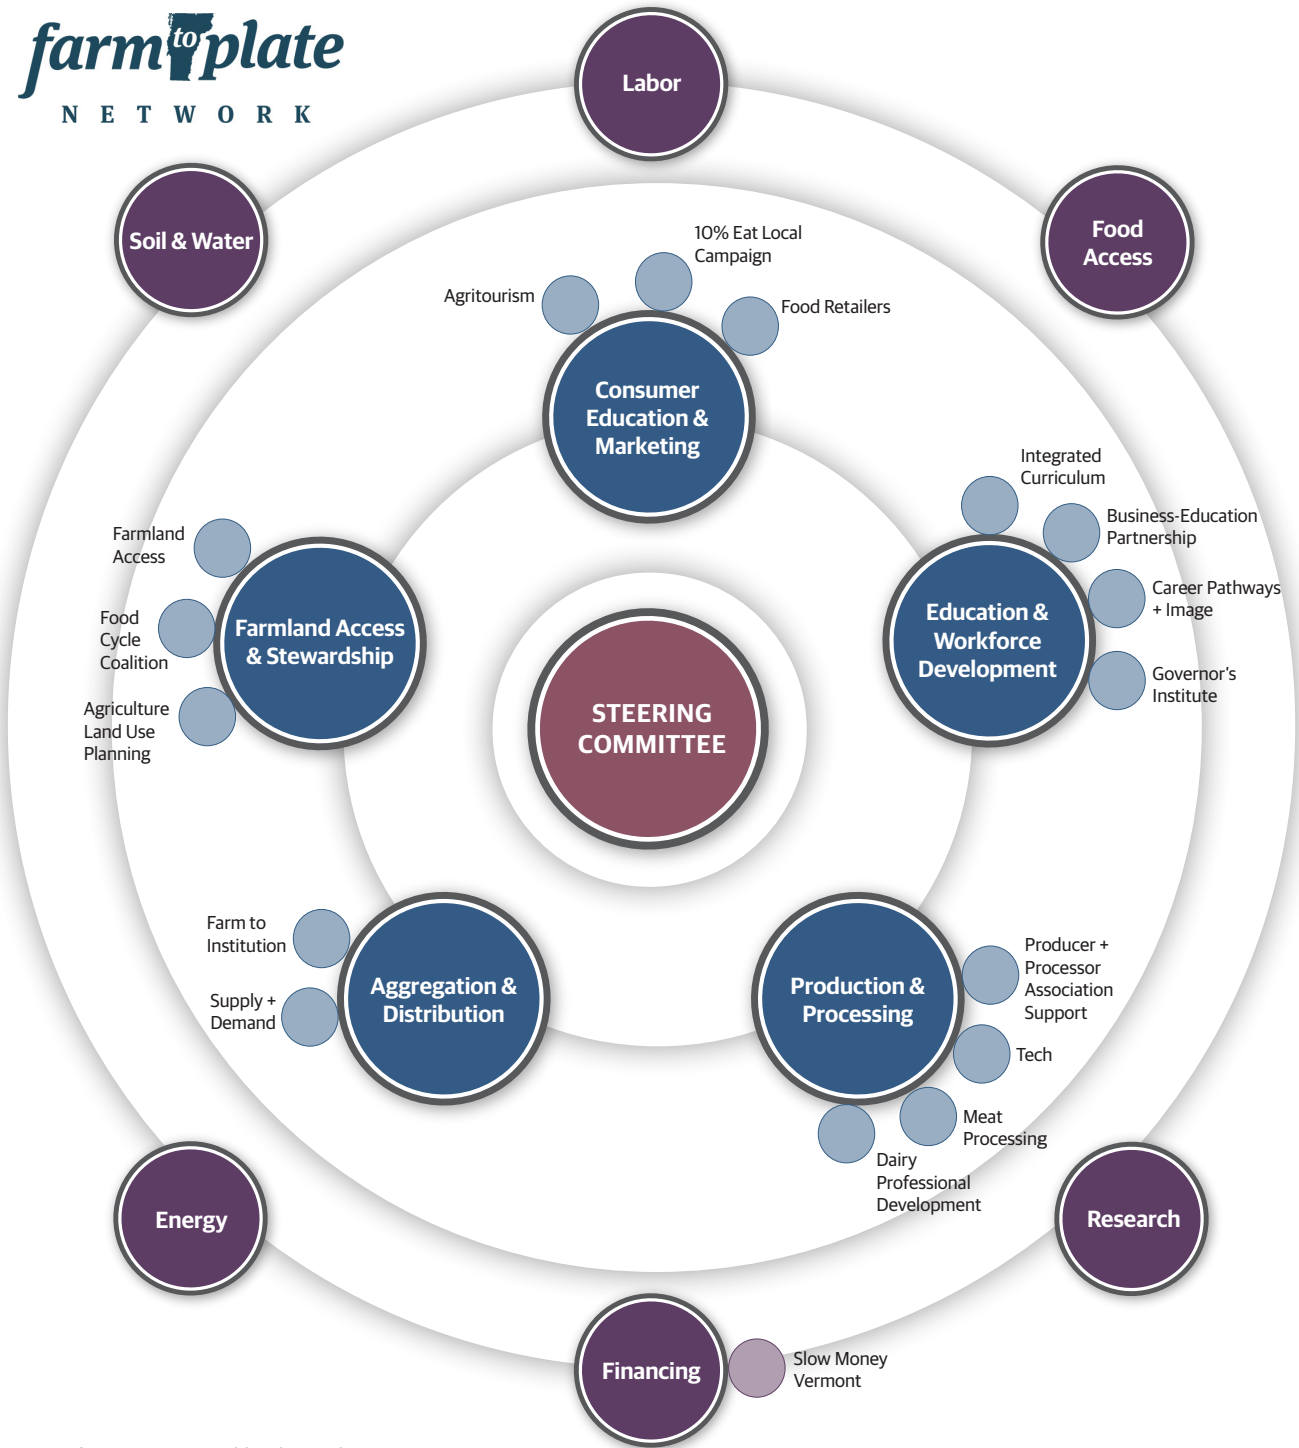 farm to plate
NETWORK
Labor
Soil & Water
Food
Access
10% Eat Local
Campaign
Agritourism
Food Retailers
Consumer
Education &
Marketing
Integrated
Curriculum
Business-Education
Partnership
Career Pathways
+ Image
Governor's
Institute
Education &
Workforce
Development
Farmland
Access
Food
Cycle
Coalition
Agriculture
Land Use
Planning
Farmland Access
& Stewardship
STEERING
COMMITTEE
Farm to
Institution
Supply +
Demand
Aggregation &
Distribution
Production &
Processing
Producer +
Processor
Association
Support
Tech
Meat
Processing
Dairy
Professional
Development
Energy
Research
Financing
Slow Money
Vermont